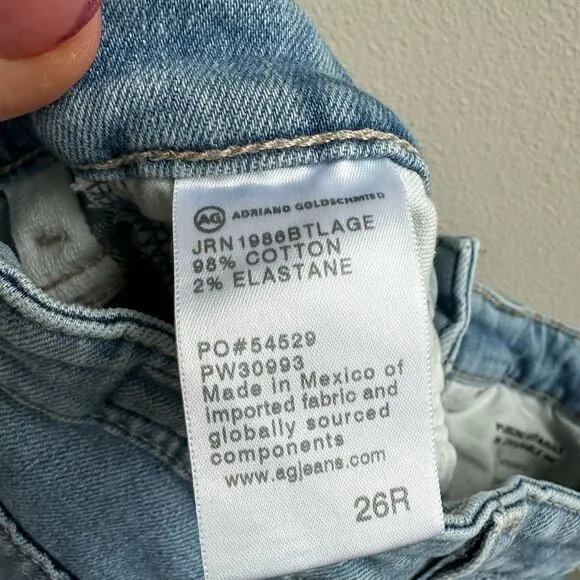 AG ADRIANO GOLDSCHMIED
JRN1986BTLAGE
98% COTTON
2% ELASTANE
PO#54529
PW30993
Made in Mexico of
imported fabric and
globally sourced
components
www.agjeans.com
26R